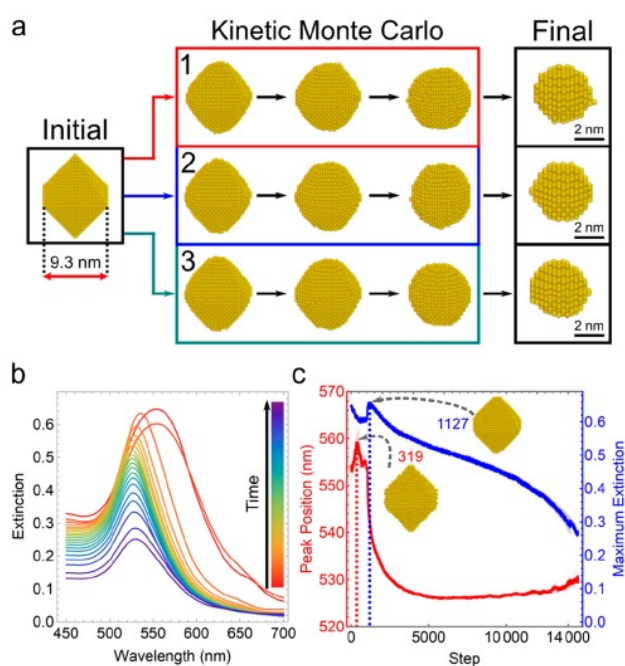 a
Kinetic Monte Carlo
Final
Initial
9.3 nm
1
2 nm
2
2 nm
3
2 nm
b
Extinction
0.6
0.5
0.4
0.3
0.2
0.1
0.0
450
500
550
600
650
700
Wavelength (nm)
Time
c
Peak Position (nm)
570
560
550
540
530
520
0
5000
10000
14000
Step
0.6
0.5
0.4
0.3
0.2
0.1
0.0
Maximum Extinction
1127
319